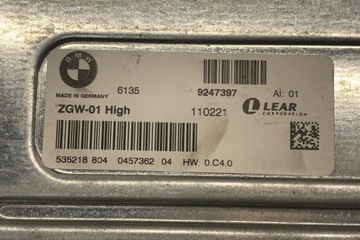 BMW
6135 9247397 AI: 01
MADE IN GERMANY
ZGW-01 High 110221 LEAR
CORPORATION
535218 804 0457362 04 HW: 0.C4.0